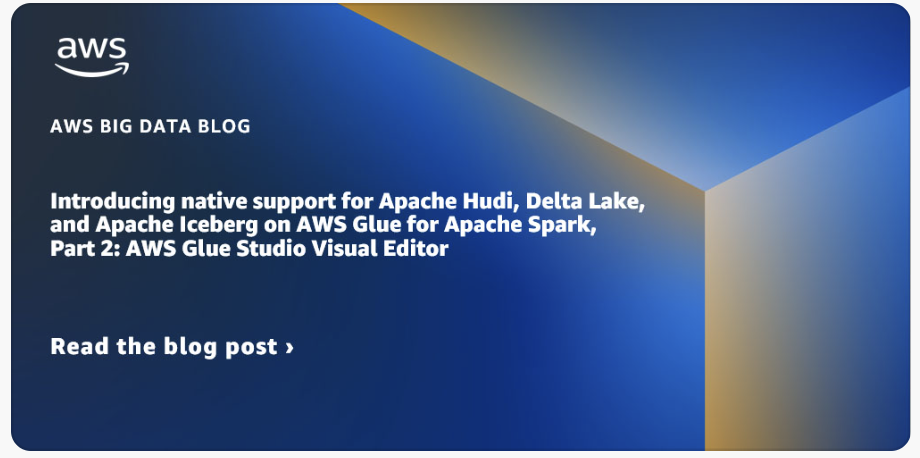 aws
AWS BIG DATA BLOG
Introducing native support for Apache Hudi, Delta Lake,
and Apache Iceberg on AWS Glue for Apache Spark,
Part 2: AWS Glue Studio Visual Editor
Read the blog post ›